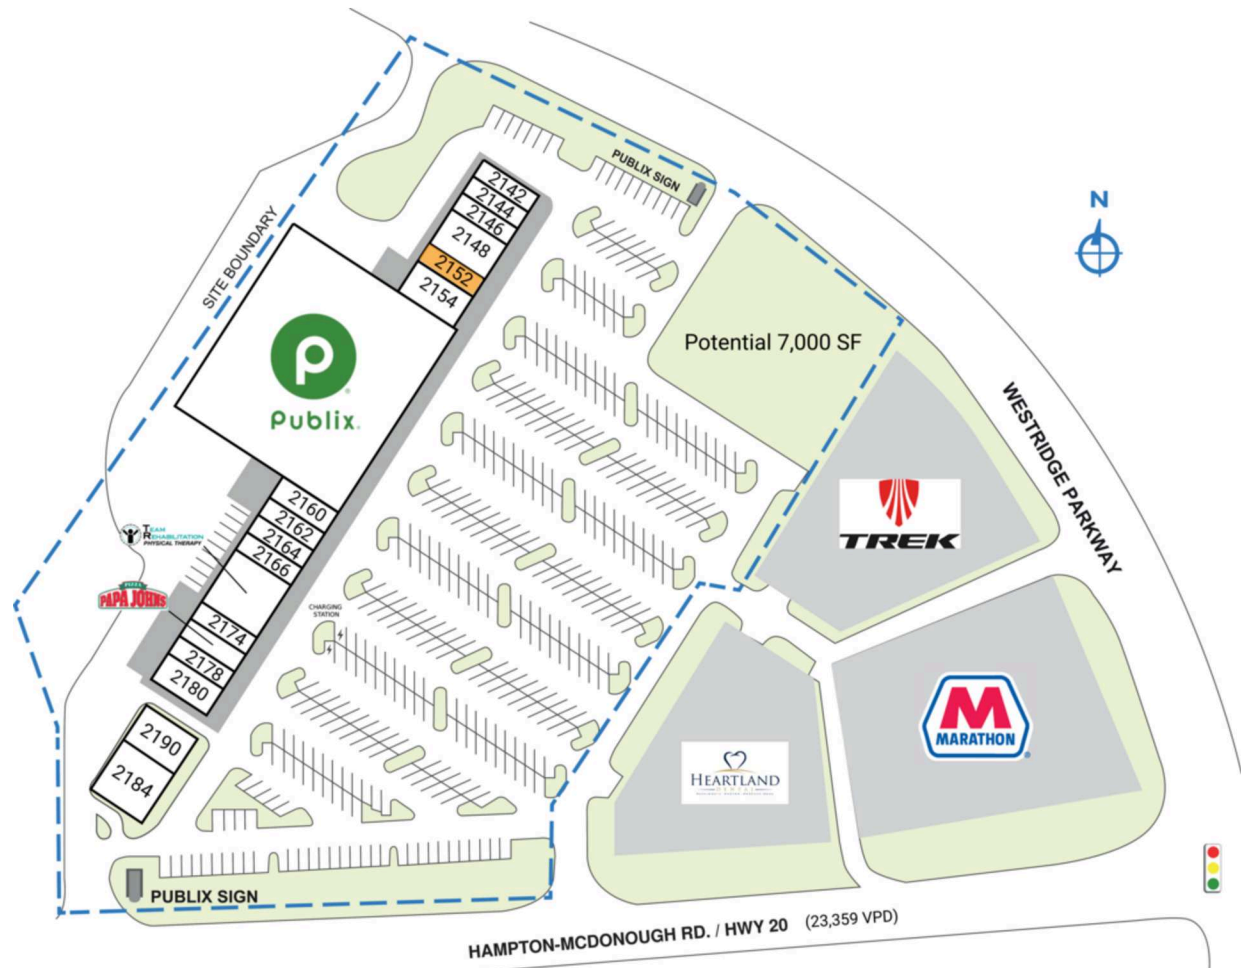 PUBLIX SIGN
N
2142
2144
2146
2148
2152
2154
SITE BOUNDARY
Potential 7,000 SF
P
Publix.
WESTRIDGE PARKWAY
TREK
2160
2162
2164
2166
TEAM
REHABILITATION
PHYSICAL THERAPY
PIZZA
PAPA JOHNS
CHARGING
STATION
2174
2178
2180
M
MARATHON
®
2190
2184
HEARTLAND
DENTAL
PUBLIX SIGN
HAMPTON-MCDONOUGH RD. / HWY 20 (23,359 VPD)